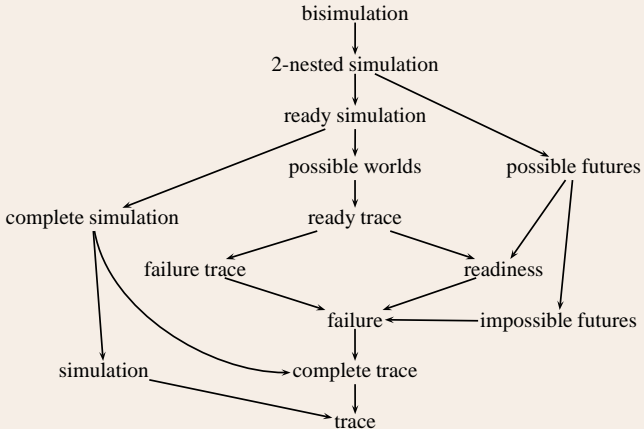 bisimulation
2-nested simulation
ready simulation
possible worlds
possible futures
complete simulation
ready trace
failure trace
readiness
failure
impossible futures
simulation
complete trace
trace